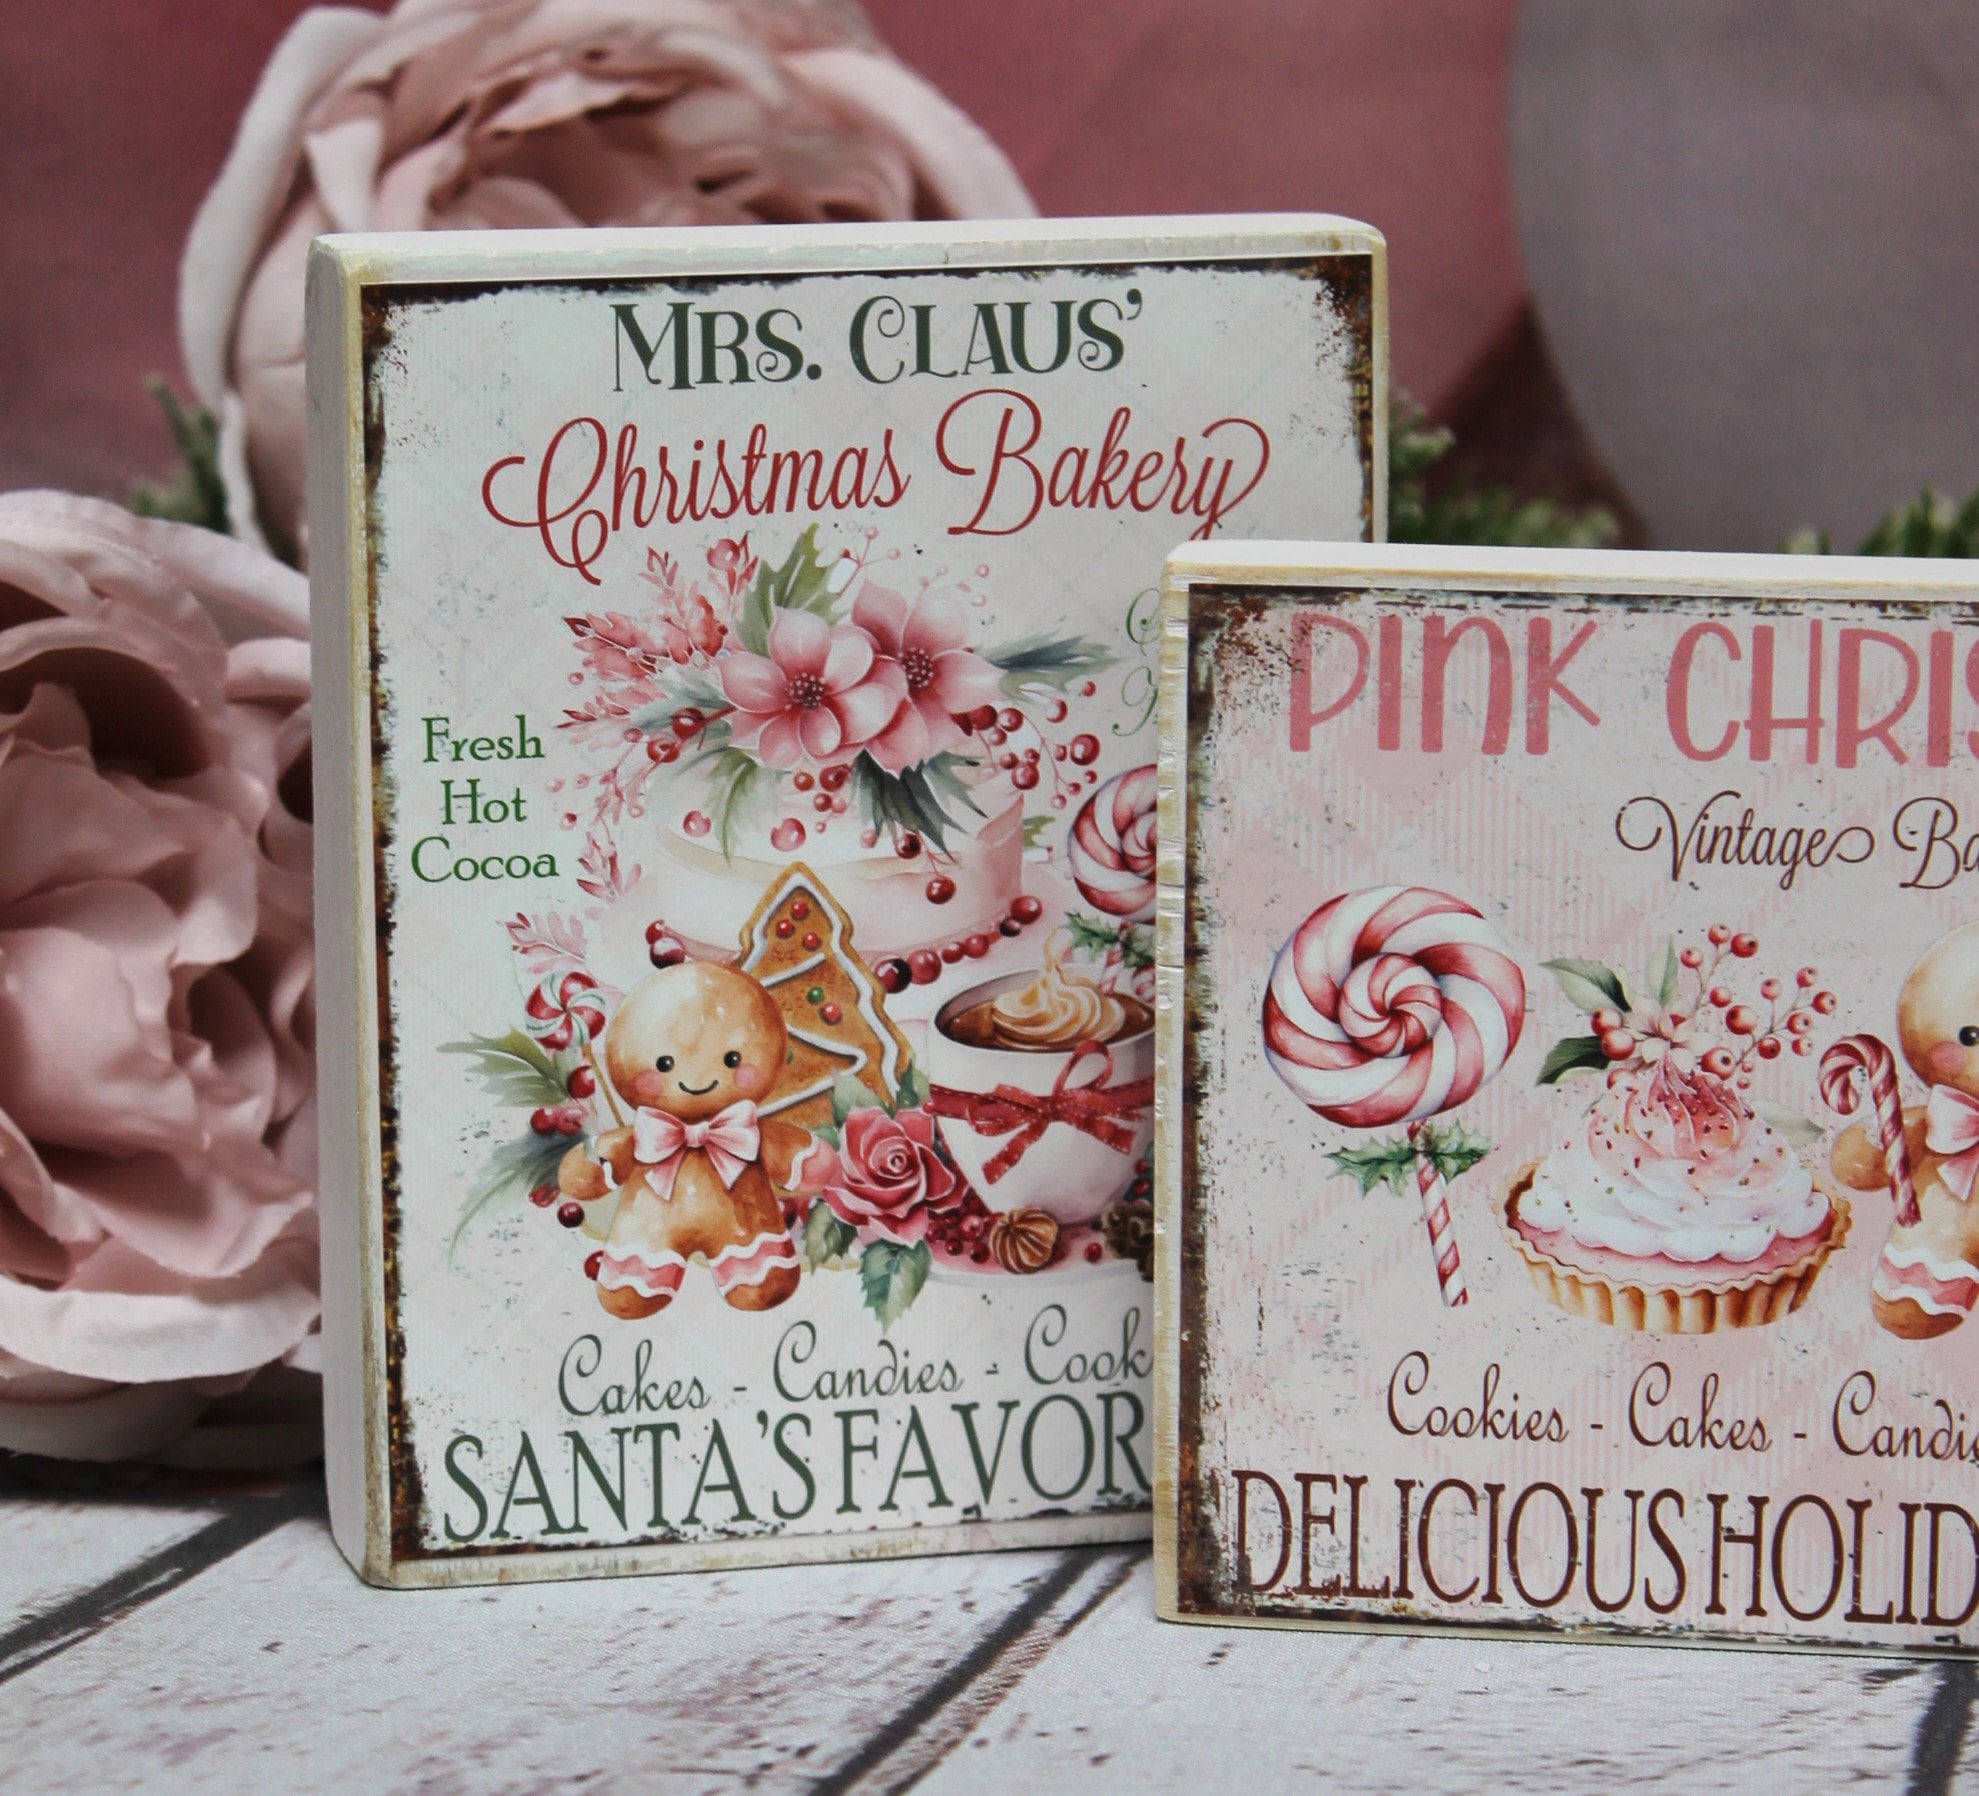 MRS. CLAUS'
Christmas Bakery
Fresh
Hot
Cocoa
Cakes - Candies - Cook
SANTA'S FAVOR
PINK CHRIS
Vintage Ba
Cookies - Cakes - Candie
DELICIOUS HOLID